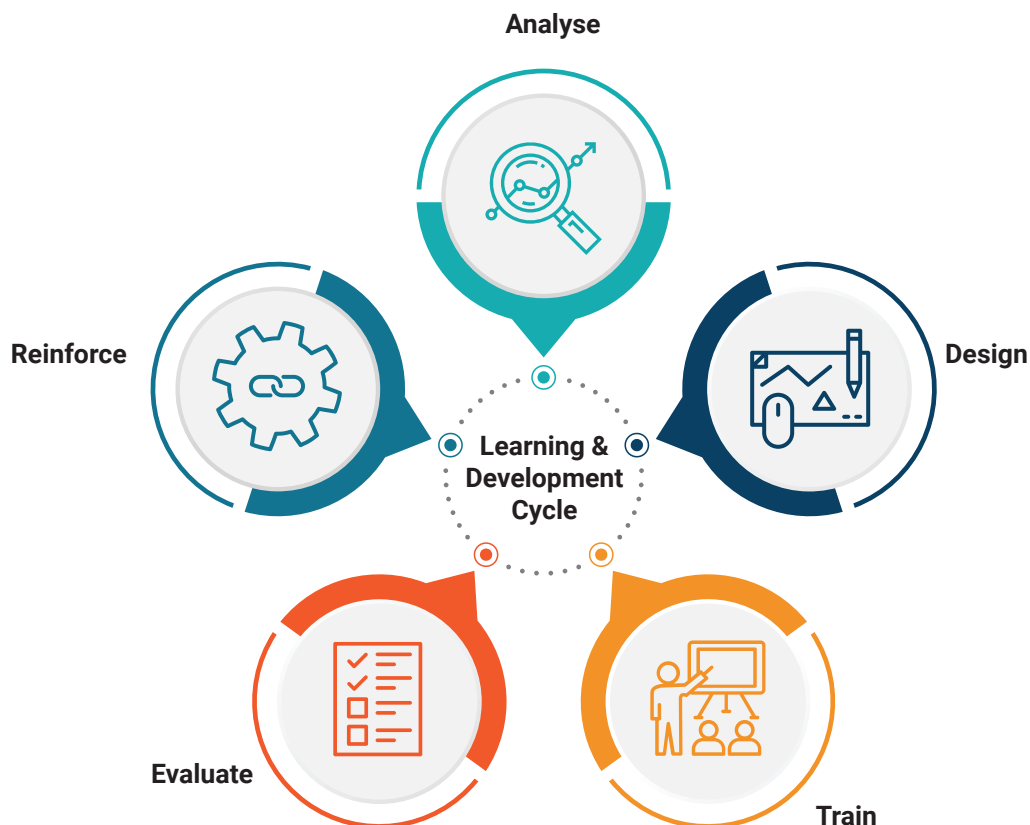 Analyse
Reinforce
Design
Learning &
Development
Cycle
Evaluate
Train